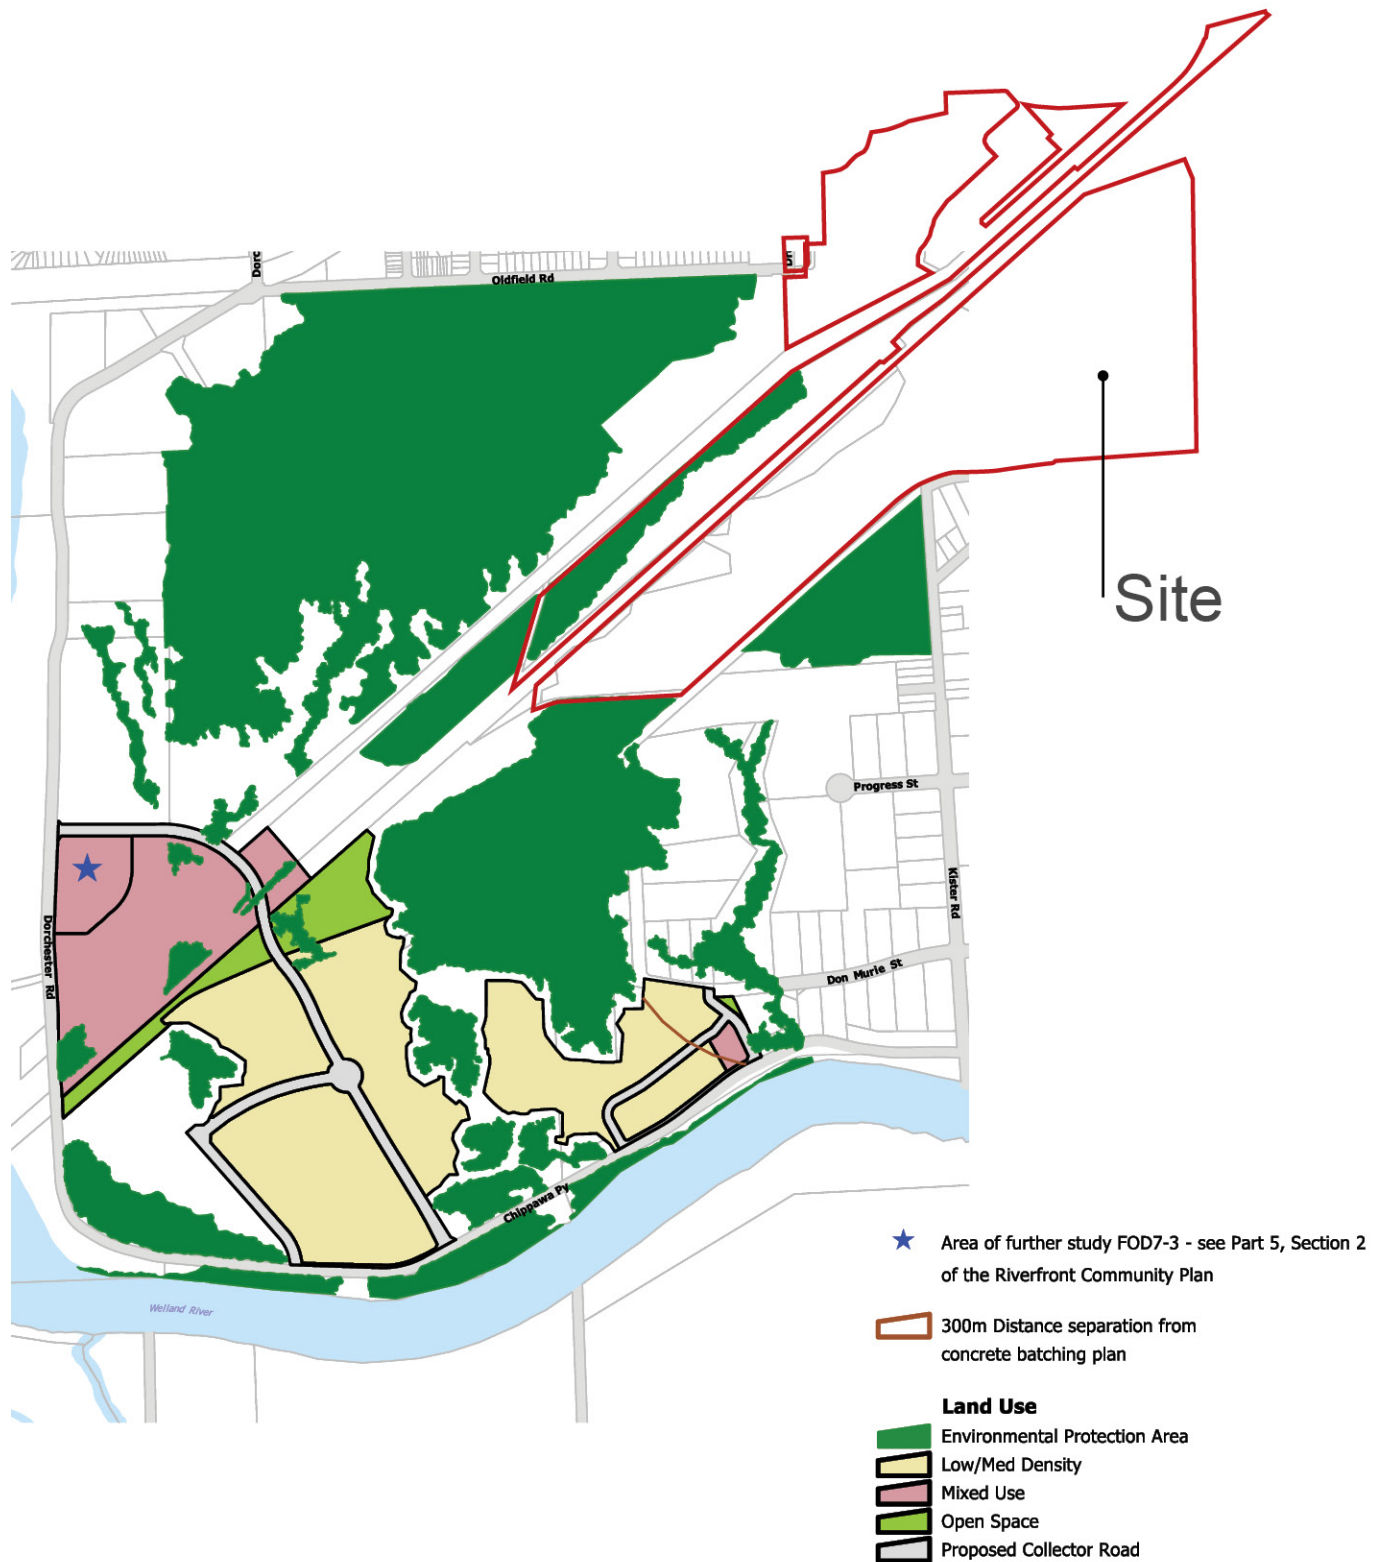 Dorc
Dr
Oldfield Rd
Site
Progress St
Kister Rd
Dorchester Rd
Don Murie St
Chippawa Py
Welland River
Area of further study FOD7-3 - see Part 5, Section 2
of the Riverfront Community Plan
300m Distance separation from
concrete batching plan
Land Use
Environmental Protection Area
Low/Med Density
Mixed Use
Open Space
Proposed Collector Road